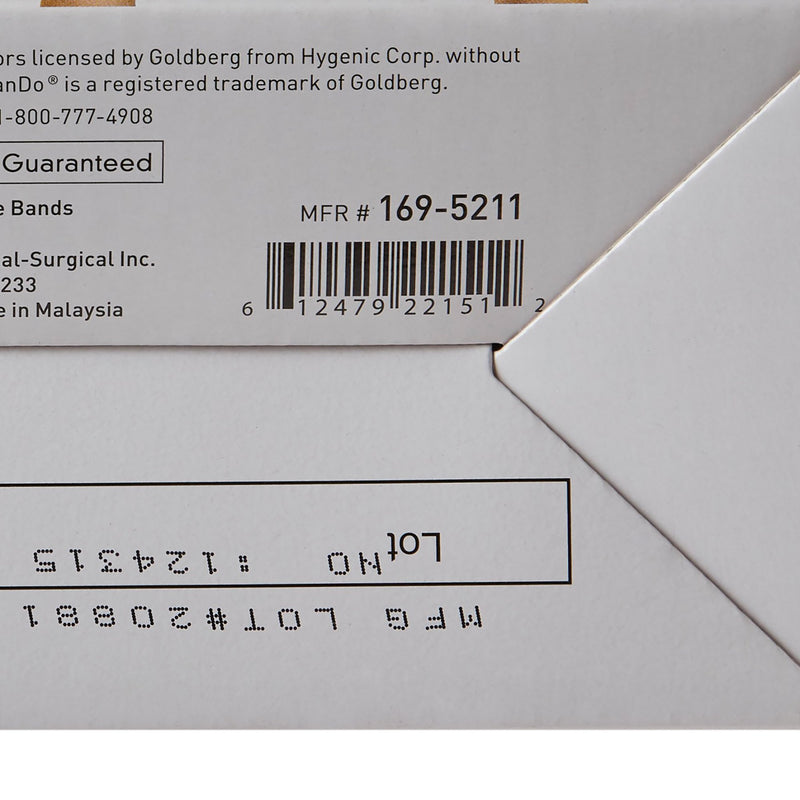 ors licensed by Goldberg from Hygenic Corp. without
anDo® is a registered trademark of Goldberg.
1-800-777-4908
Guaranteed
e Bands
MFR # 169-5211
al-Surgical Inc.
233
e in Malaysia
6 12479 22151 2
Lot
NO :124315
MFG LOT#20881